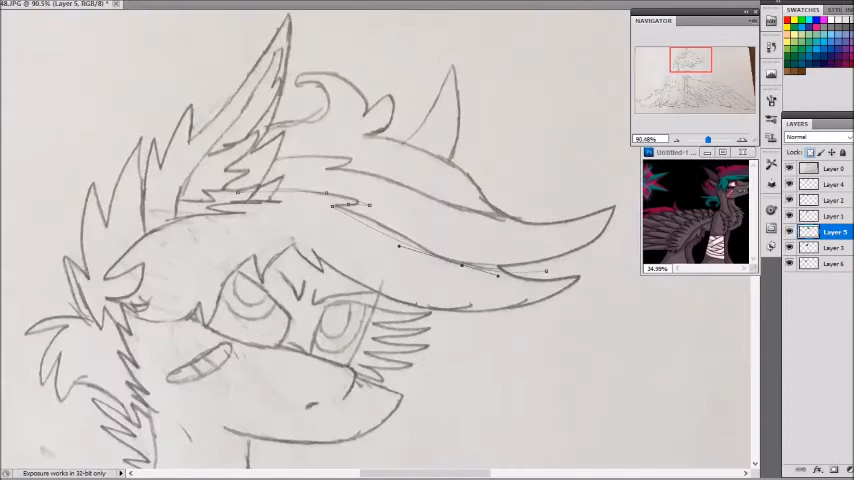 48.JPG @ 90.5% (Layer 5, RGB/8) *
NAVIGATOR
90.48%
Untitled-1
34.99%
SWATCHES
STYL
LAYERS
Normal
Lock:
Layer 0
Layer 4
Layer 2
Layer 1
Layer 5
Layer 3
Layer 6
Exposure works in 32-bit only